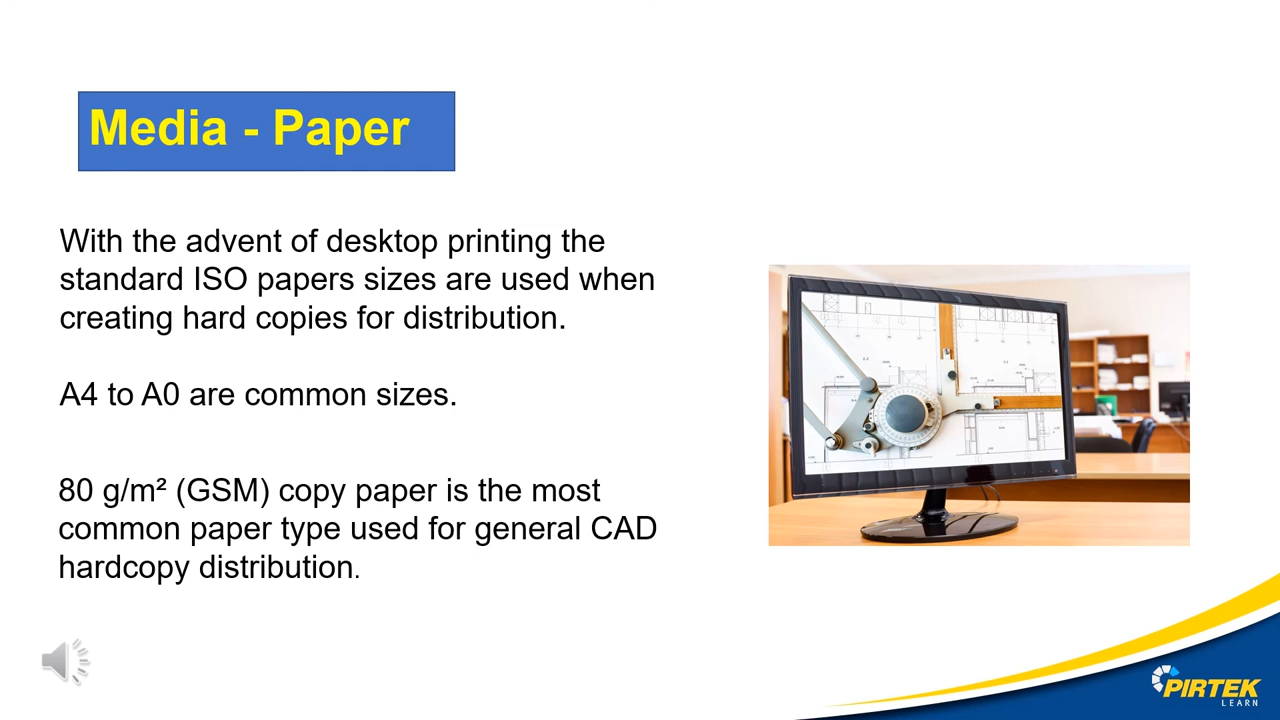 Media - Paper
With the advent of desktop printing the
standard ISO papers sizes are used when
creating hard copies for distribution.
A4 to A0 are common sizes.
80 g/m² (GSM) copy paper is the most
common paper type used for general CAD
hardcopy distribution.
PIRTEK
LEARN